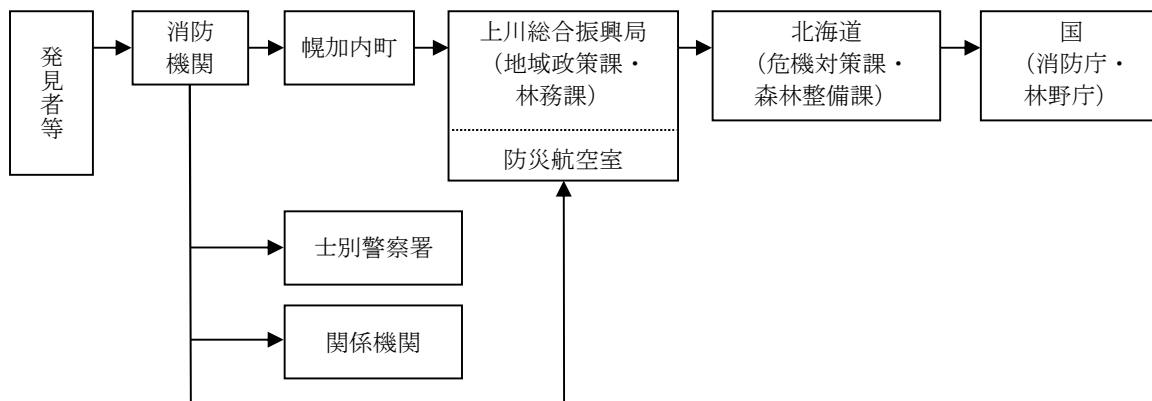 発見者等
消防
機関
幌加内町
上川総合振興局
（地域政策課・
林務課）
防災航空室
北海道
（危機対策課・
森林整備課）
国
（消防庁・
林野庁）
士別警察署
関係機関